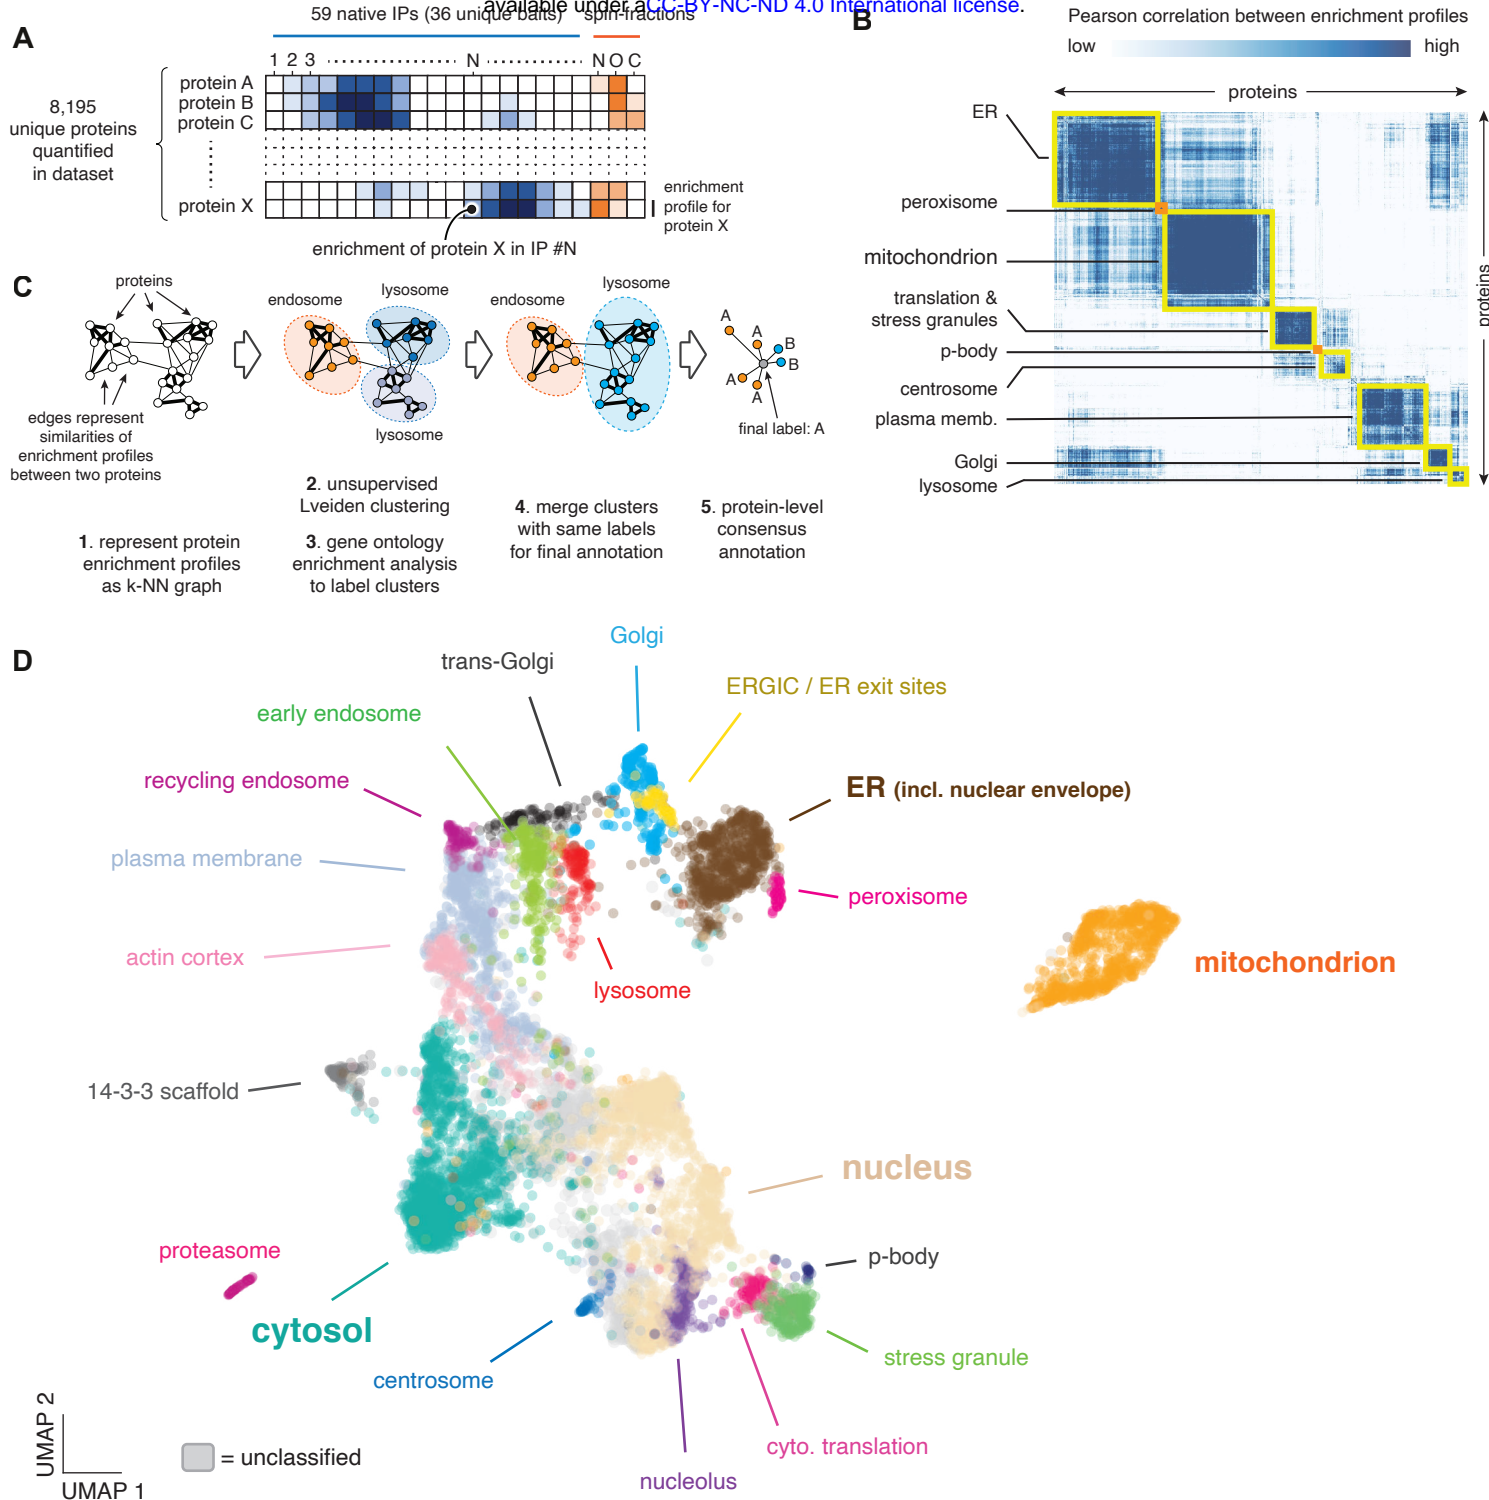 available under aCC-BY-NC-ND 4.0 International license.
A
59 native IPs (36 unique baits)
spin-fractions
1 2 3
N
N O C
protein A
protein B
protein C
protein X
8,195
unique proteins
quantified
in dataset
enrichment
profile for
protein X
enrichment of protein X in IP #N
B
Pearson correlation between enrichment profiles
low
high
proteins
proteins
ER
peroxisome
mitochondrion
translation &
stress granules
p-body
centrosome
plasma memb.
Golgi
lysosome
C
proteins
edges represent
similarities of
enrichment profiles
between two proteins
1. represent protein
enrichment profiles
as k-NN graph
endosome
lysosome
lysosome
2. unsupervised
Lveiden clustering
3. gene ontology
enrichment analysis
to label clusters
endosome
lysosome
4. merge clusters
with same labels
for final annotation
A
A
B
B
A
A
final label: A
5. protein-level
consensus
annotation
D
Golgi
trans-Golgi
ERGIC / ER exit sites
early endosome
recycling endosome
ER (incl. nuclear envelope)
plasma membrane
peroxisome
actin cortex
mitochondrion
lysosome
14-3-3 scaffold
nucleus
proteasome
p-body
cytosol
stress granule
centrosome
cyto. translation
nucleolus
UMAP 2
UMAP 1
= unclassified